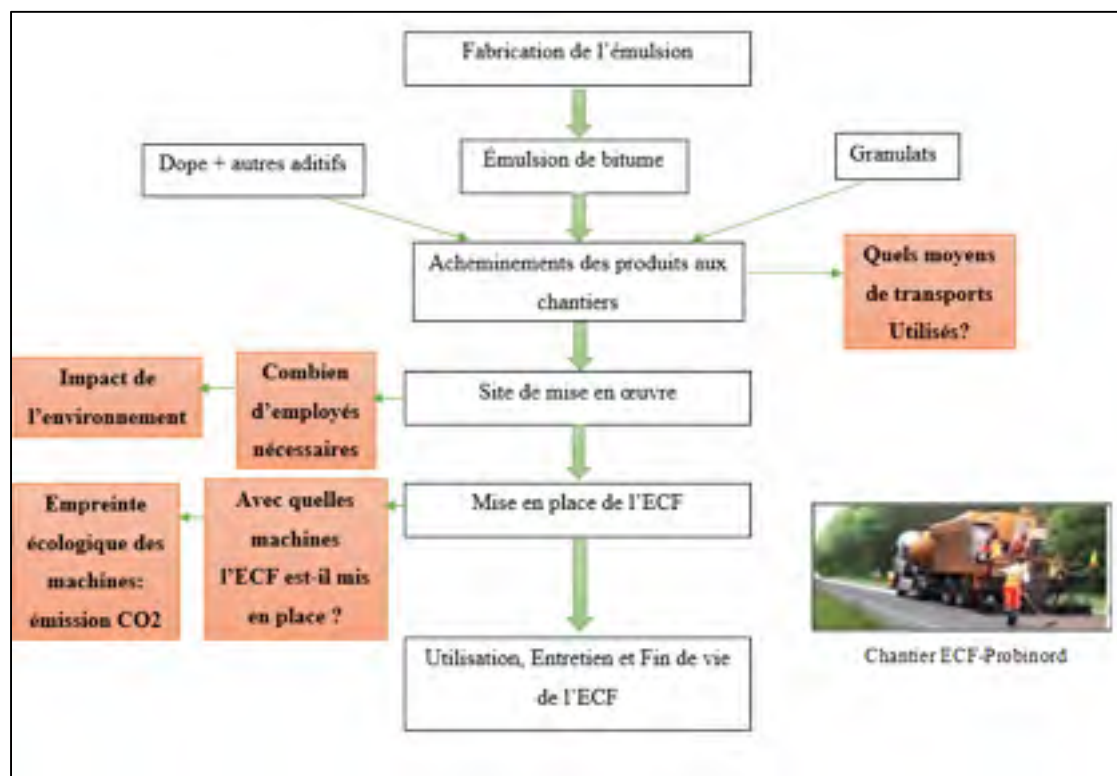 Fabrication de l'émulsion
Dope + autres aditifs
Émulsion de bitume
Granulats
Acheminements des produits aux
chantiers
Quels moyens
de transports
Utilisés?
Impact de
l'environnement
Combien
d'employés
nécessaires
Site de mise en œuvre
Empreinte
écologique des
machines:
émission CO2
Avec quelles
machines
l'ECF est-il mis
en place ?
Mise en place de l'ECF
Utilisation, Entretien et Fin de vie
de l'ECF
Chantier ECF-Probinord